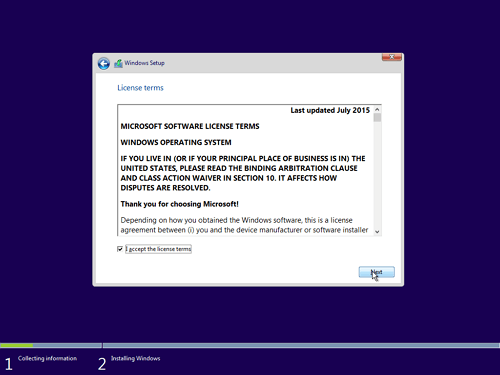 Windows Setup
License terms
Last updated July 2015
MICROSOFT SOFTWARE LICENSE TERMS
WINDOWS OPERATING SYSTEM
IF YOU LIVE IN (OR IF YOUR PRINCIPAL PLACE OF BUSINESS IS IN) THE
UNITED STATES, PLEASE READ THE BINDING ARBITRATION CLAUSE
AND CLASS ACTION WAIVER IN SECTION 10. IT AFFECTS HOW
DISPUTES ARE RESOLVED.
Thank you for choosing Microsoft!
Depending on how you obtained the Windows software, this is a license
agreement between (i) you and the device manufacturer or software installer
I accept the license terms
Next
1 Collecting information
2 Installing Windows